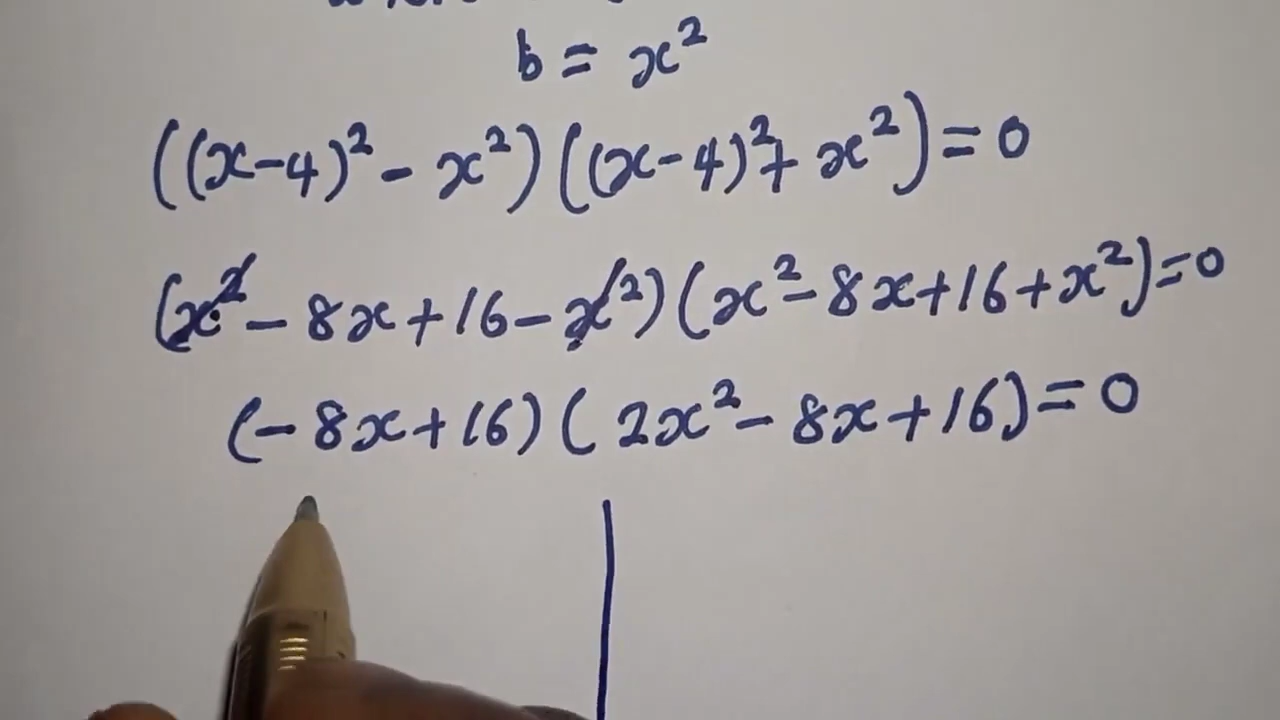 b = x²
((x-4)² - x²)((x-4)² + x²) = 0
(x² - 8x + 16 - x²)(x² - 8x + 16 + x²) = 0
(-8x + 16)(2x² - 8x + 16) = 0